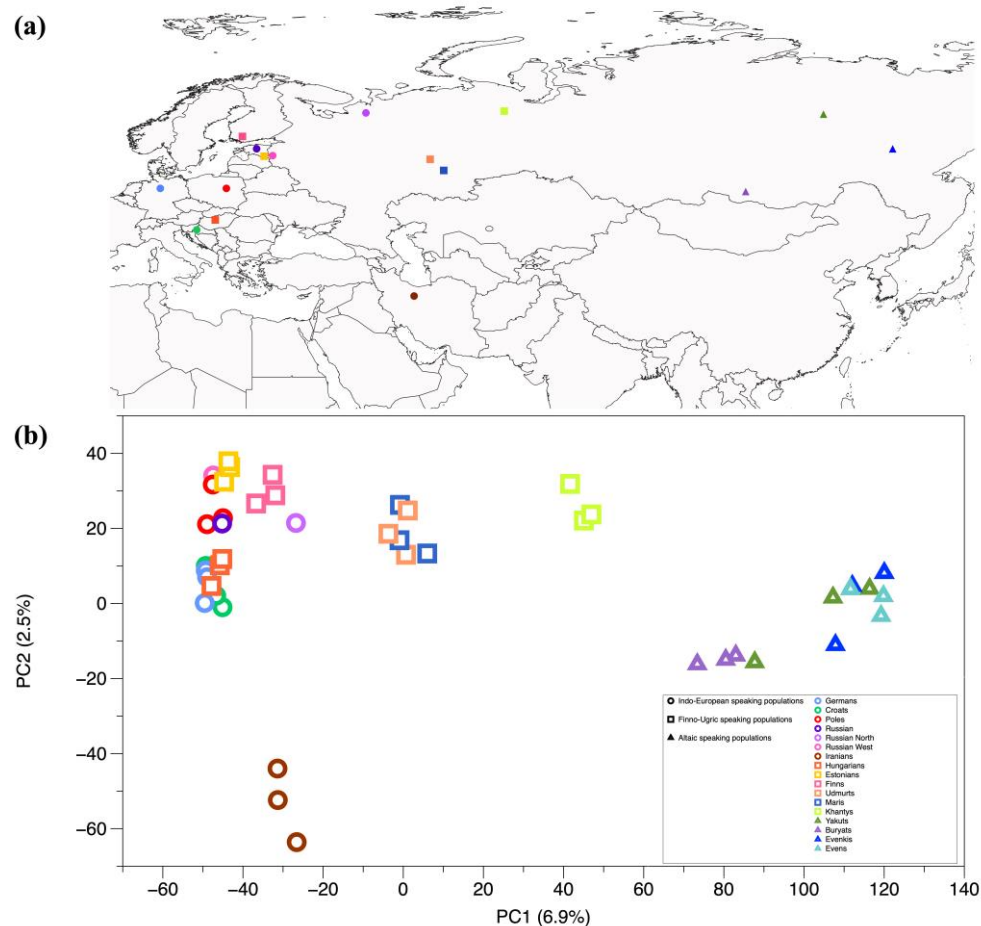 (a)
(b)
40
20
0
−20
−40
−60
PC2 (2.5%)
−60
−40
−20
0
20
40
60
80
100
120
140
PC1 (6.9%)
Indo-European speaking populations
Finno-Ugric speaking populations
Altaic speaking populations
Germans
Croats
Poles
Russian
Russian North
Russian West
Iranians
Hungarians
Estonians
Finns
Udmurts
Maris
Khantys
Yakuts
Buryats
Evenkis
Evens